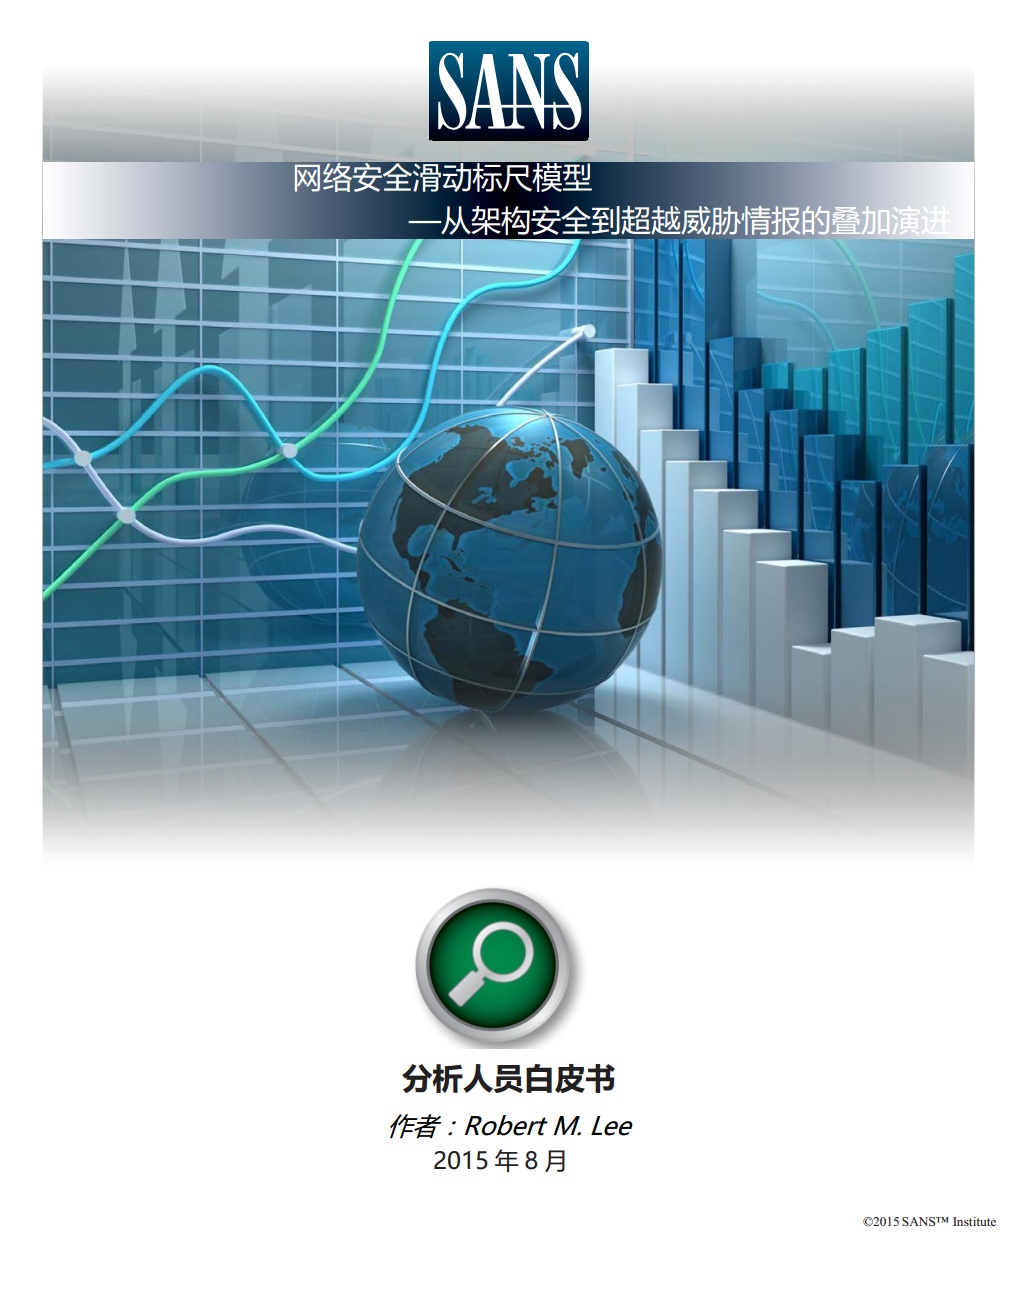 SANS
网络安全滑动标尺模型
—从架构安全到超越威胁情报的叠加演进
分析人员白皮书
作者：Robert M. Lee
2015 年 8 月
©2015 SANS™ Institute